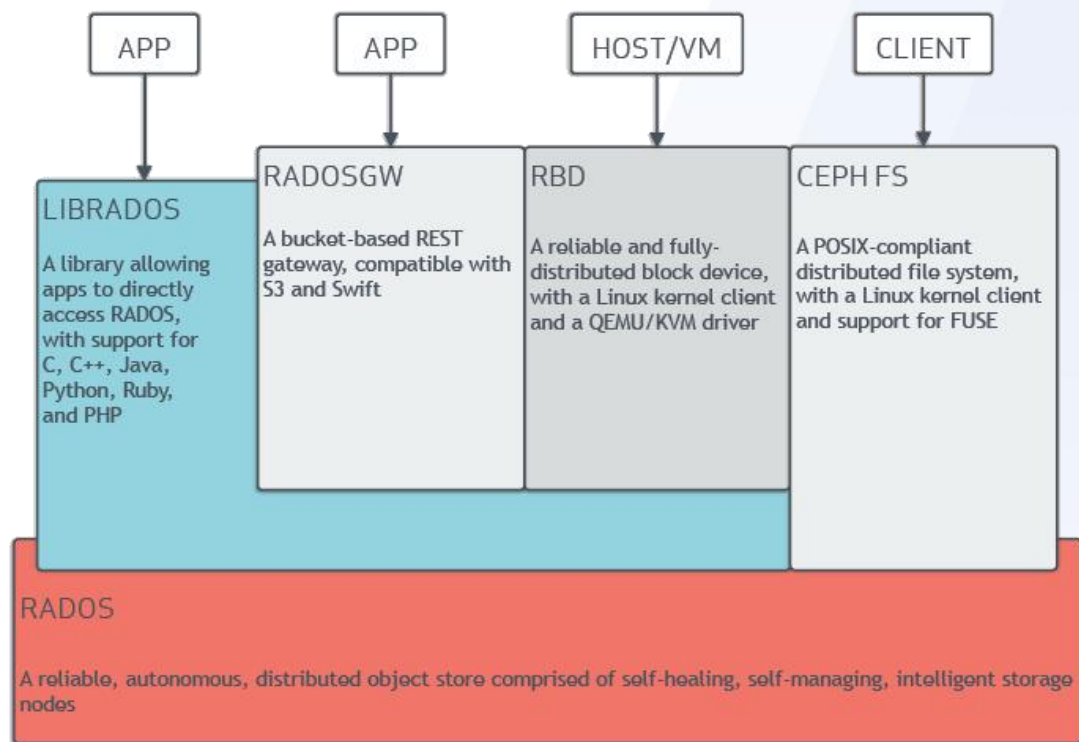 APP
APP
HOST/VM
CLIENT
LIBRADOS
A library allowing
apps to directly
access RADOS,
with support for
C, C++, Java,
Python, Ruby,
and PHP
RADOSGW
A bucket-based REST
gateway, compatible with
S3 and Swift
RBD
A reliable and fully-
distributed block device,
with a Linux kernel client
and a QEMU/KVM driver
CEPH FS
A POSIX-compliant
distributed file system,
with a Linux kernel client
and support for FUSE
RADOS
A reliable, autonomous, distributed object store comprised of self-healing, self-managing, intelligent storage
nodes